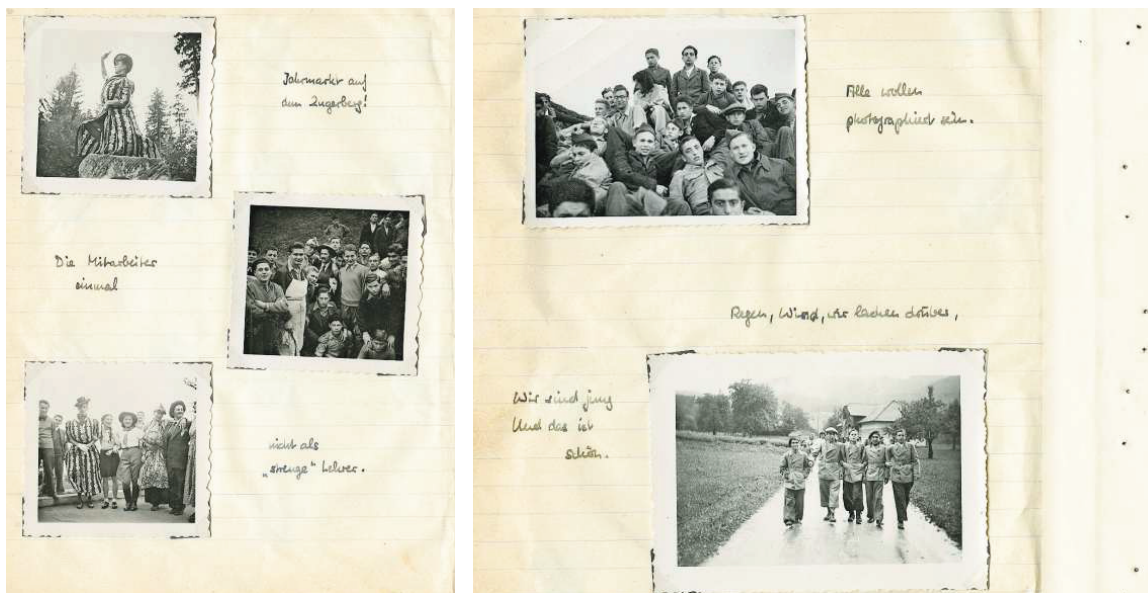 Jahrmarkt auf
dem Zugerberg!
Die Mitarbeiter
einmal
nicht als
„strenge“ Lehrer.
Alle wollen
photographiert sein.
Regen, Wind, wir lachen drüber,
Wir sind jung
Und das ist
schön.